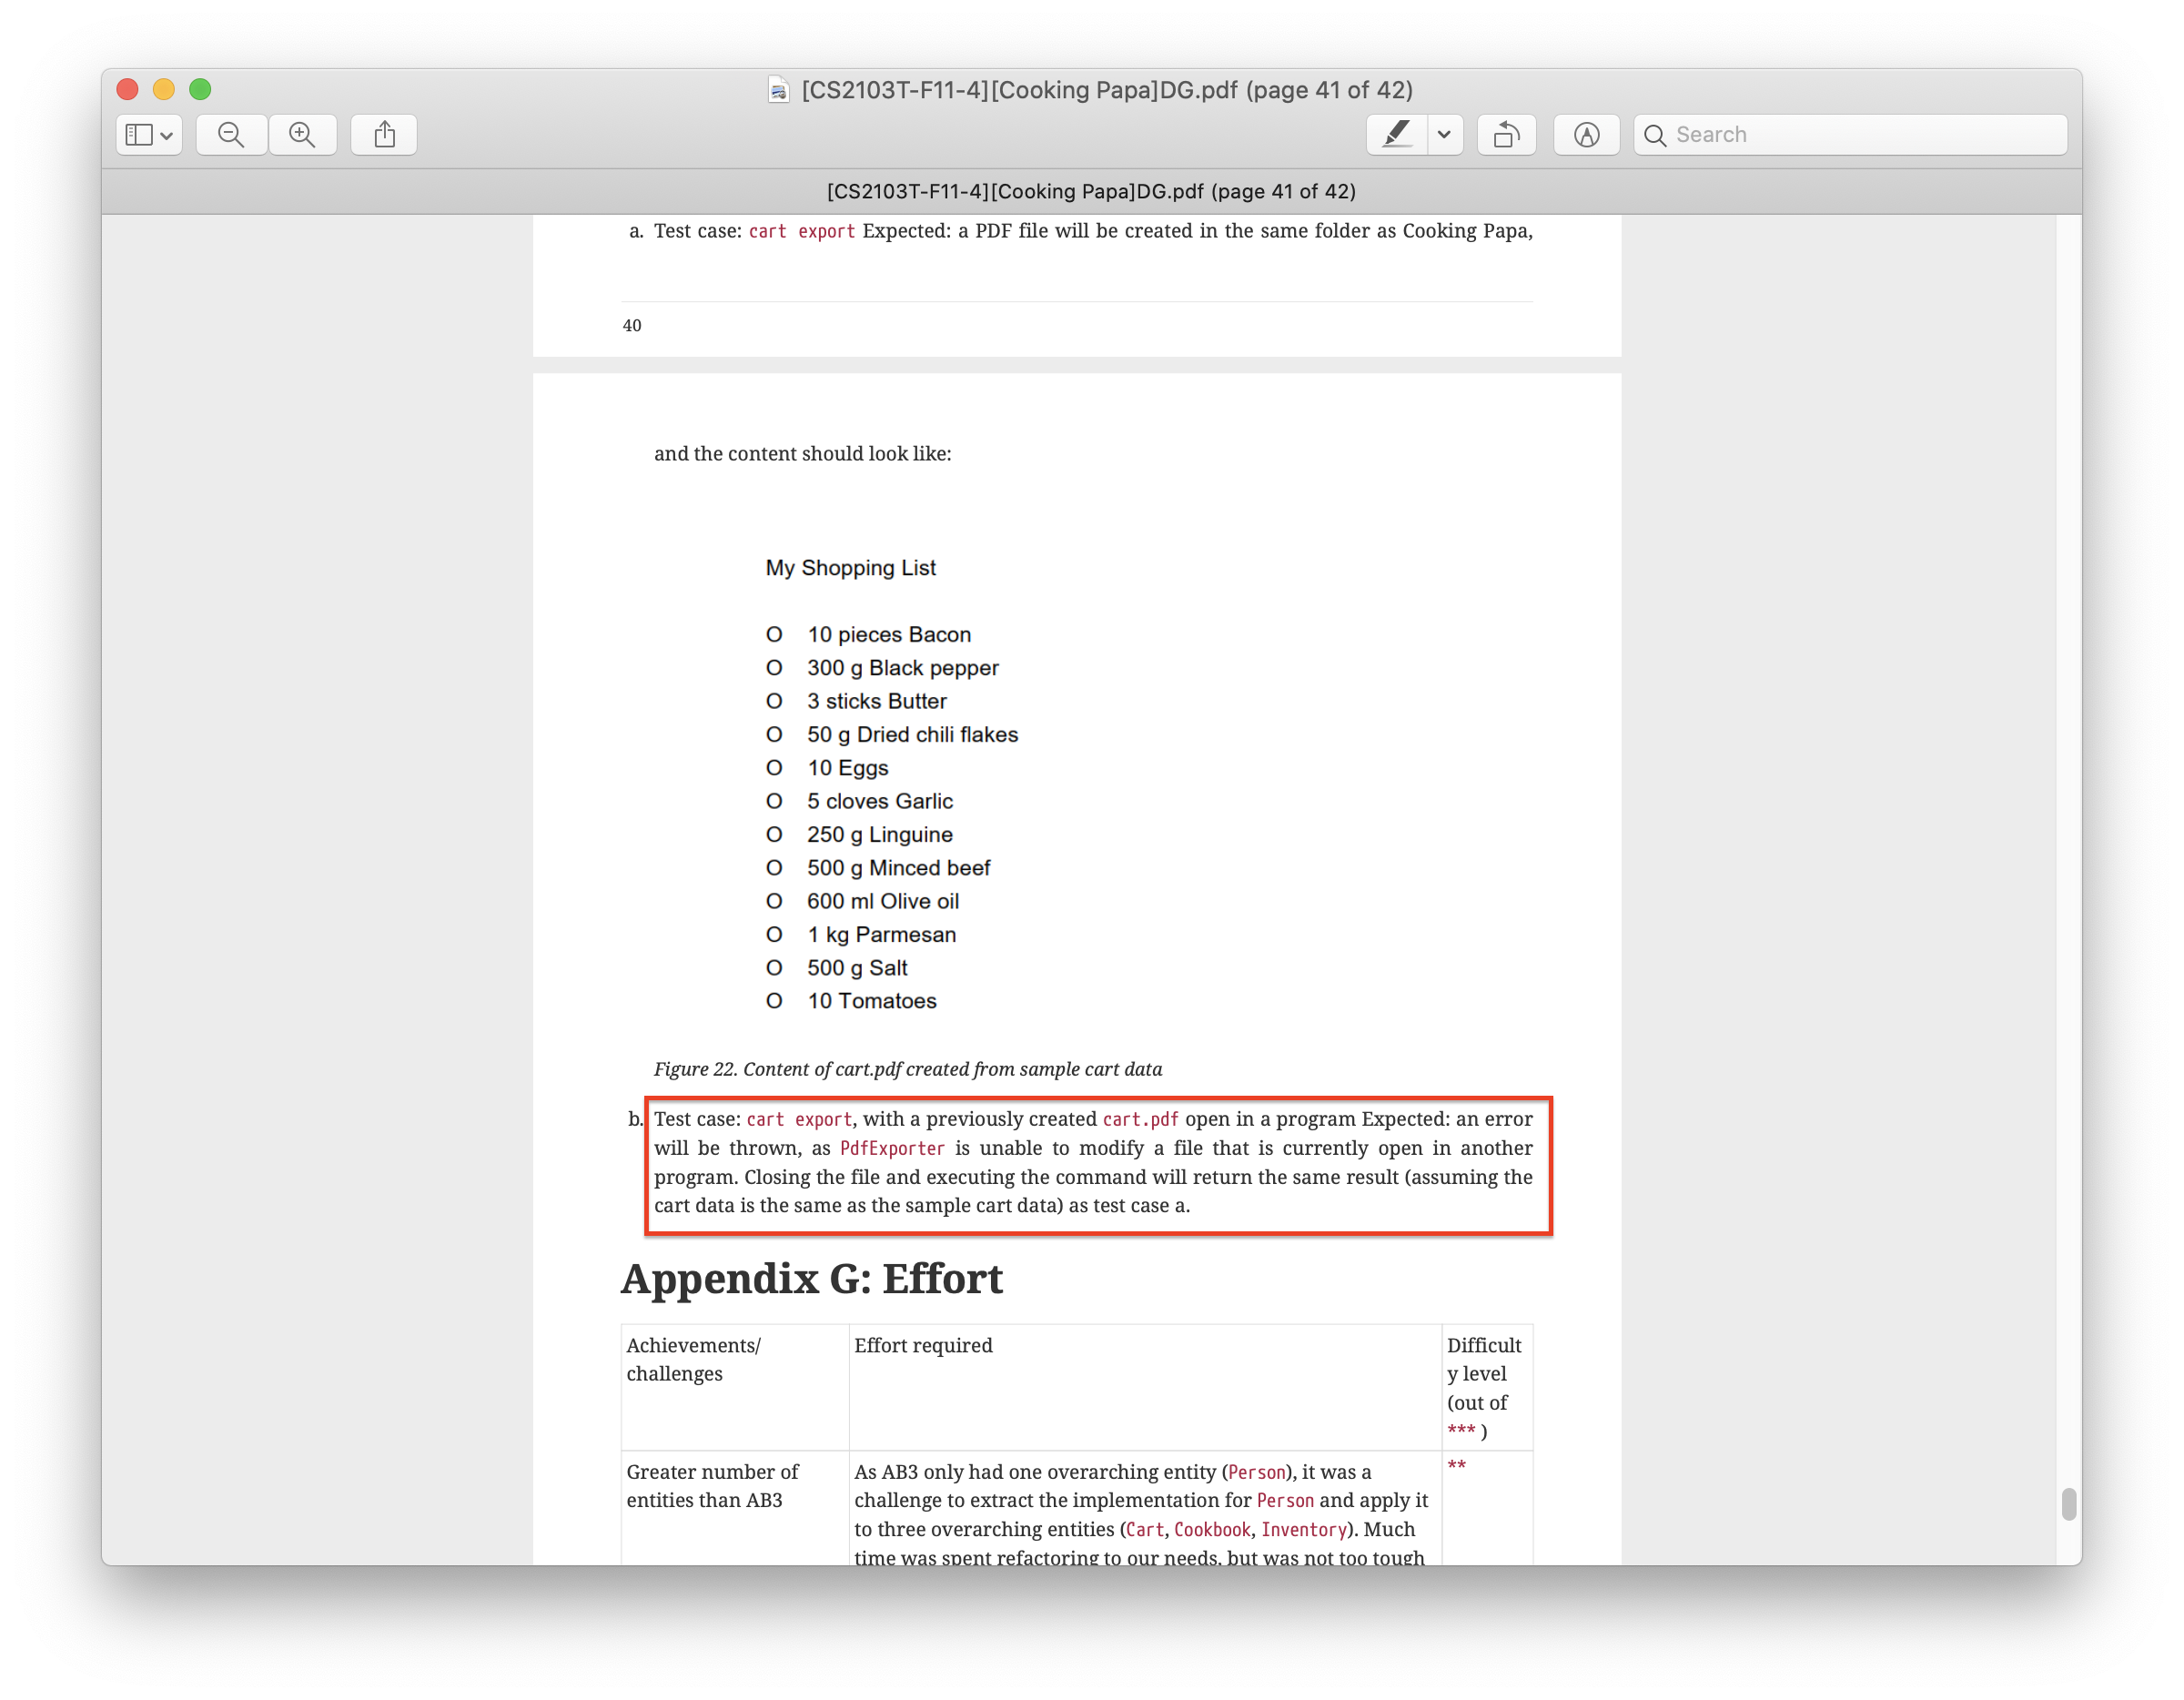 [CS2103T-F11-4][Cooking Papa]DG.pdf (page 41 of 42)
Search
[CS2103T-F11-4][Cooking Papa]DG.pdf (page 41 of 42)
a. Test case: cart export Expected: a PDF file will be created in the same folder as Cooking Papa,
40
and the content should look like:
My Shopping List
O 10 pieces Bacon
O 300 g Black pepper
O 3 sticks Butter
O 50 g Dried chili flakes
O 10 Eggs
O 5 cloves Garlic
O 250 g Linguine
O 500 g Minced beef
O 600 ml Olive oil
O 1 kg Parmesan
O 500 g Salt
O 10 Tomatoes
Figure 22. Content of cart.pdf created from sample cart data
b. Test case: cart export, with a previously created cart.pdf open in a program Expected: an error
will be thrown, as PdfExporter is unable to modify a file that is currently open in another
program. Closing the file and executing the command will return the same result (assuming the
cart data is the same as the sample cart data) as test case a.
Appendix G: Effort
Achievements/
challenges
Effort required
Difficult
y level
(out of
*** )
Greater number of
entities than AB3
As AB3 only had one overarching entity (Person), it was a
challenge to extract the implementation for Person and apply it
to three overarching entities (Cart, Cookbook, Inventory). Much
time was spent refactoring to our needs, but was not too tough
**